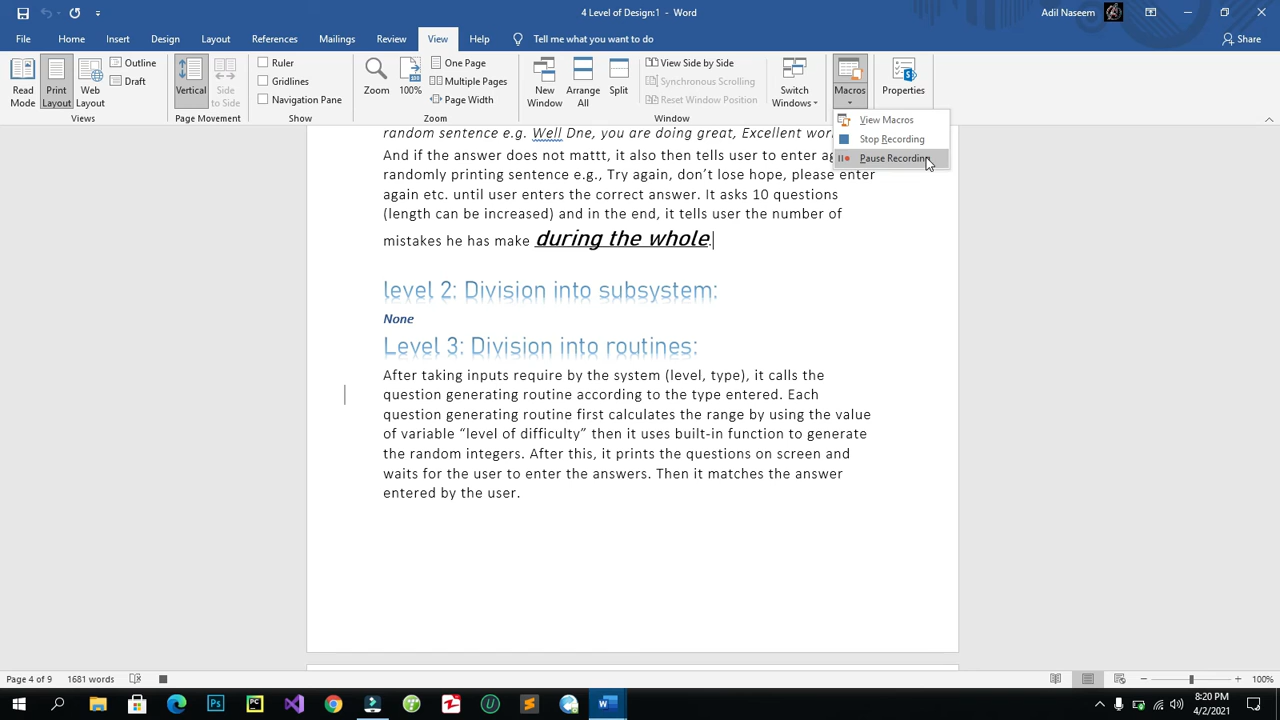 4 Level of Design:1 - Word
Adil Naseem
File Home Insert Design Layout References Mailings Review View Help Tell me what you want to do Share
Read Mode
Print Layout
Web Layout
Outline
Draft
Views
Vertical
Side to Side
Page Movement
Ruler
Gridlines
Navigation Pane
Show
Zoom
100%
One Page
Multiple Pages
Page Width
Zoom
New Window
Arrange All
Split
View Side by Side
Synchronous Scrolling
Reset Window Position
Window
Switch Windows
Macros
Properties
View Macros
Stop Recording
Pause Recording
random sentence e.g. Well Dne, you are doing great, Excellent wor
And if the answer does not mattt, it also then tells user to enter ag
randomly printing sentence e.g., Try again, don't lose hope, please enter
again etc. until user enters the correct answer. It asks 10 questions
(length can be increased) and in the end, it tells user the number of
mistakes he has make during the whole.
level 2: Division into subsystem:
None
Level 3: Division into routines:
After taking inputs require by the system (level, type), it calls the
question generating routine according to the type entered. Each
question generating routine first calculates the range by using the value
of variable “level of difficulty” then it uses built-in function to generate
the random integers. After this, it prints the questions on screen and
waits for the user to enter the answers. Then it matches the answer
entered by the user.
Page 4 of 9 1681 words 100%
8:20 PM
4/2/2021